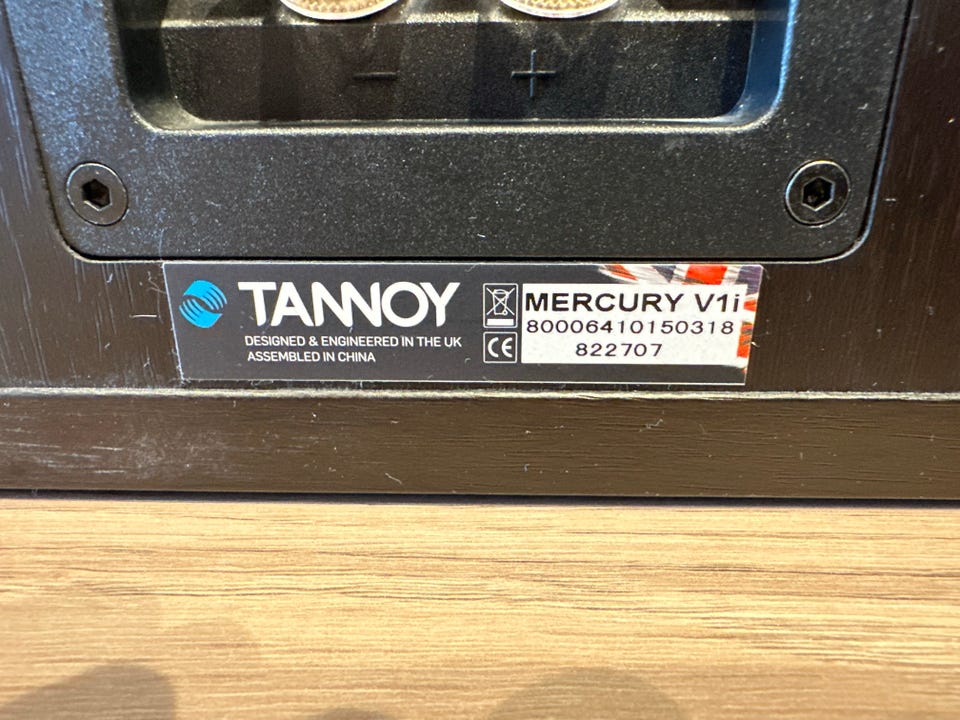 − +
TANNOY
DESIGNED & ENGINEERED IN THE UK
ASSEMBLED IN CHINA
CE
MERCURY V1i
80006410150318
822707